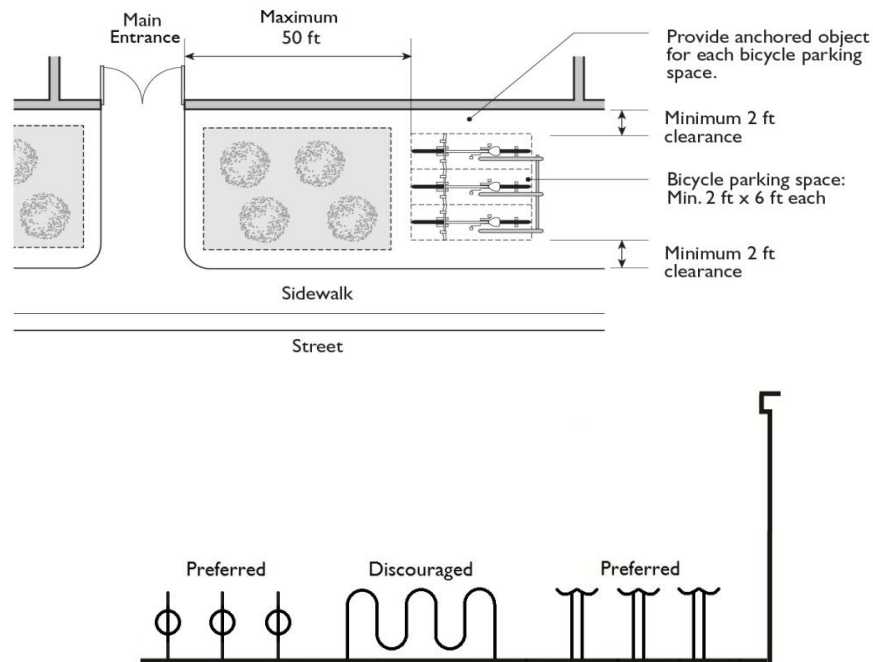 Main
Entrance
Maximum
50 ft
Provide anchored object
for each bicycle parking
space.
Minimum 2 ft
clearance
Bicycle parking space:
Min. 2 ft x 6 ft each
Minimum 2 ft
clearance
Sidewalk
Street
Preferred
Discouraged
Preferred